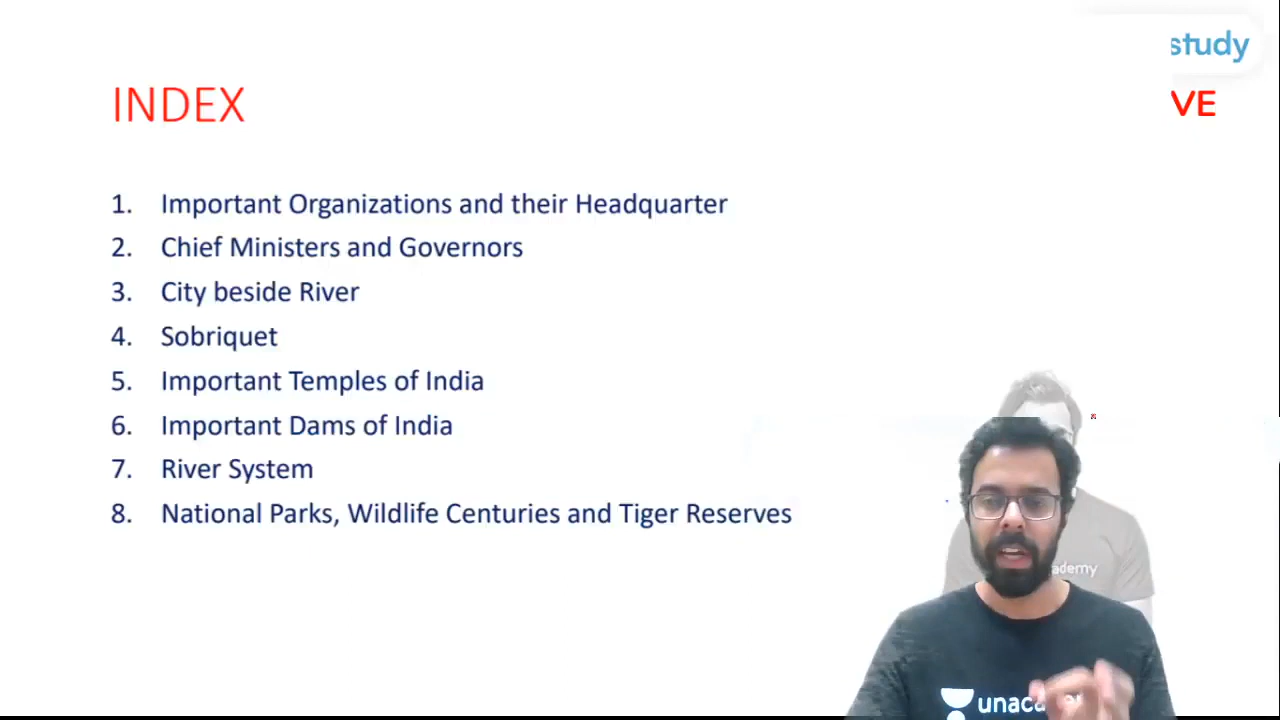 study
INDEX
VE
1. Important Organizations and their Headquarter
2. Chief Ministers and Governors
3. City beside River
4. Sobriquet
5. Important Temples of India
6. Important Dams of India
7. River System
8. National Parks, Wildlife Centuries and Tiger Reserves
ademy